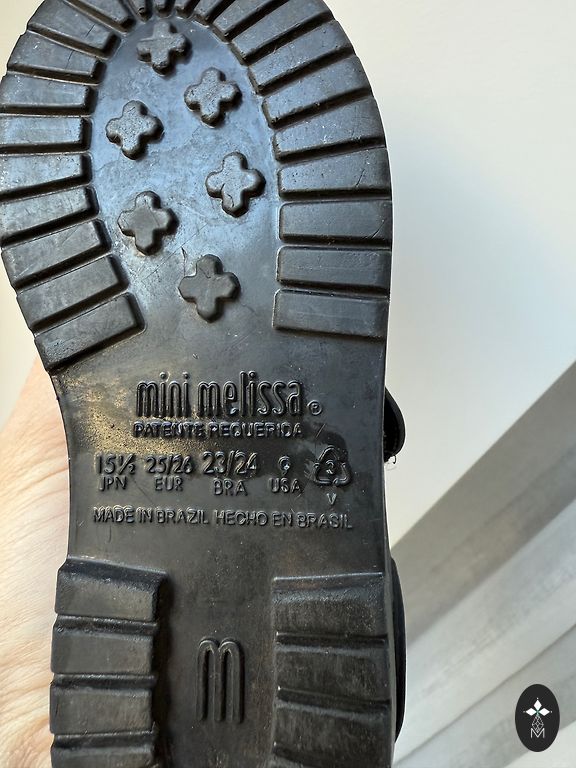 mini melissa®
PATENTE REQUERIDA
15½ 25/26 23/24 9 3
JPN EUR BRA USA V
MADE IN BRAZIL HECHO EN BRASIL
m
M